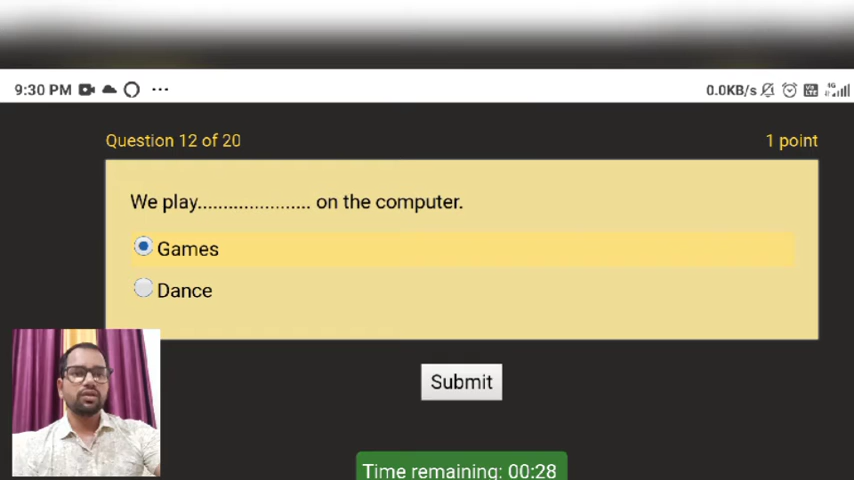 9:30 PM ... 0.0KB/s 4G
Question 12 of 20 1 point
We play...................... on the computer.
Games
Dance
Submit
Time remaining: 00:28